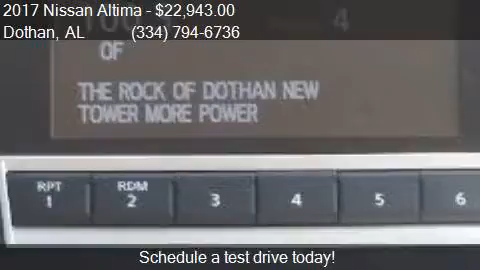 2017 Nissan Altima - $22,943.00
Dothan, AL (334) 794-6736
4
OF
THE ROCK OF DOTHAN NEW
TOWER MORE POWER
RPT RDM
1 2 3 4 5 6
Schedule a test drive today!